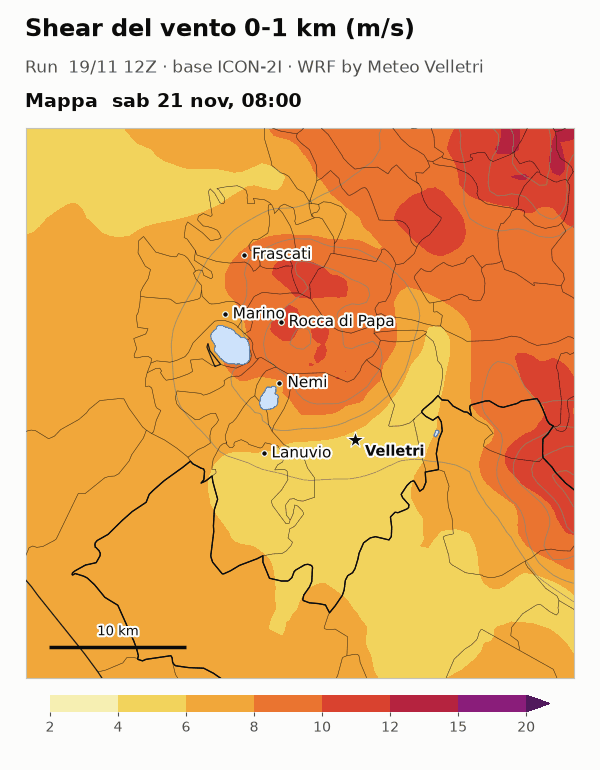 Shear del vento 0-1 km (m/s)
Run  19/11 12Z · base ICON-2I · WRF by Meteo Velletri
Mappa  sab 21 nov, 08:00
Frascati
Marino
Rocca di Papa
Nemi
Velletri
Lanuvio
10 km
2 4 6 8 10 12 15 20